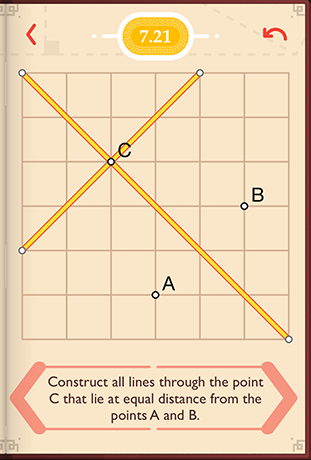 7.21
C
B
A
Construct all lines through the point
C that lie at equal distance from the
points A and B.